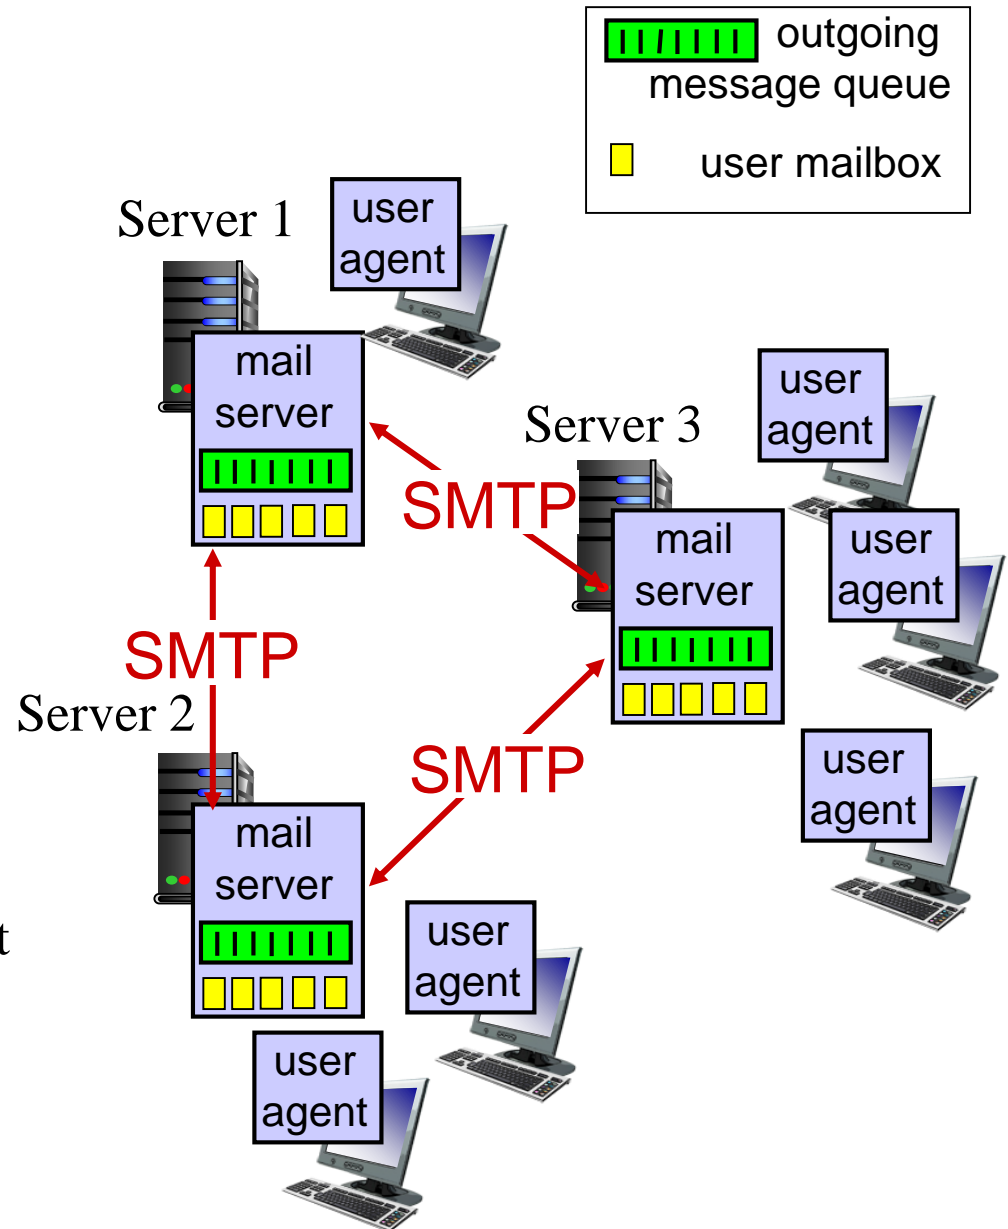 outgoing
message queue
user mailbox
Server 1
user
agent
mail
server
SMTP
Server 3
user
agent
mail
server
user
agent
SMTP
Server 2
SMTP
user
agent
mail
server
t
user
agent
user
agent